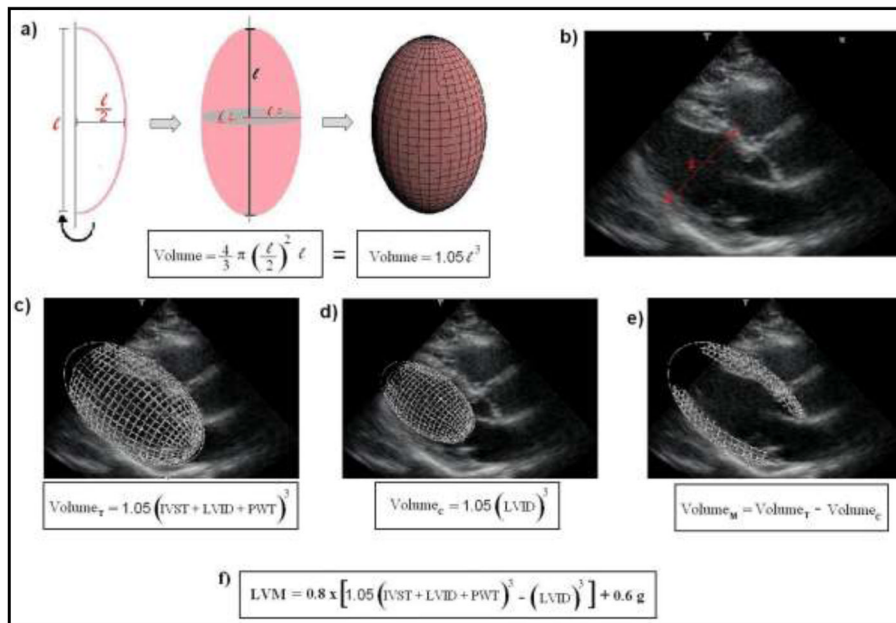 a)
ℓ
ℓ/2
ℓ
b)
T
Volume = 4/3 π (ℓ/2)² ℓ = Volume = 1.05 ℓ³
c)
T
d)
T
e)
T
Volume_T = 1.05 (IVST + LVID + PWT)³
Volume_C = 1.05 (LVID)³
Volume_M = Volume_T - Volume_C
f)
LVM = 0.8 x [1.05 (IVST + LVID + PWT)³ - (LVID)³] + 0.6 g